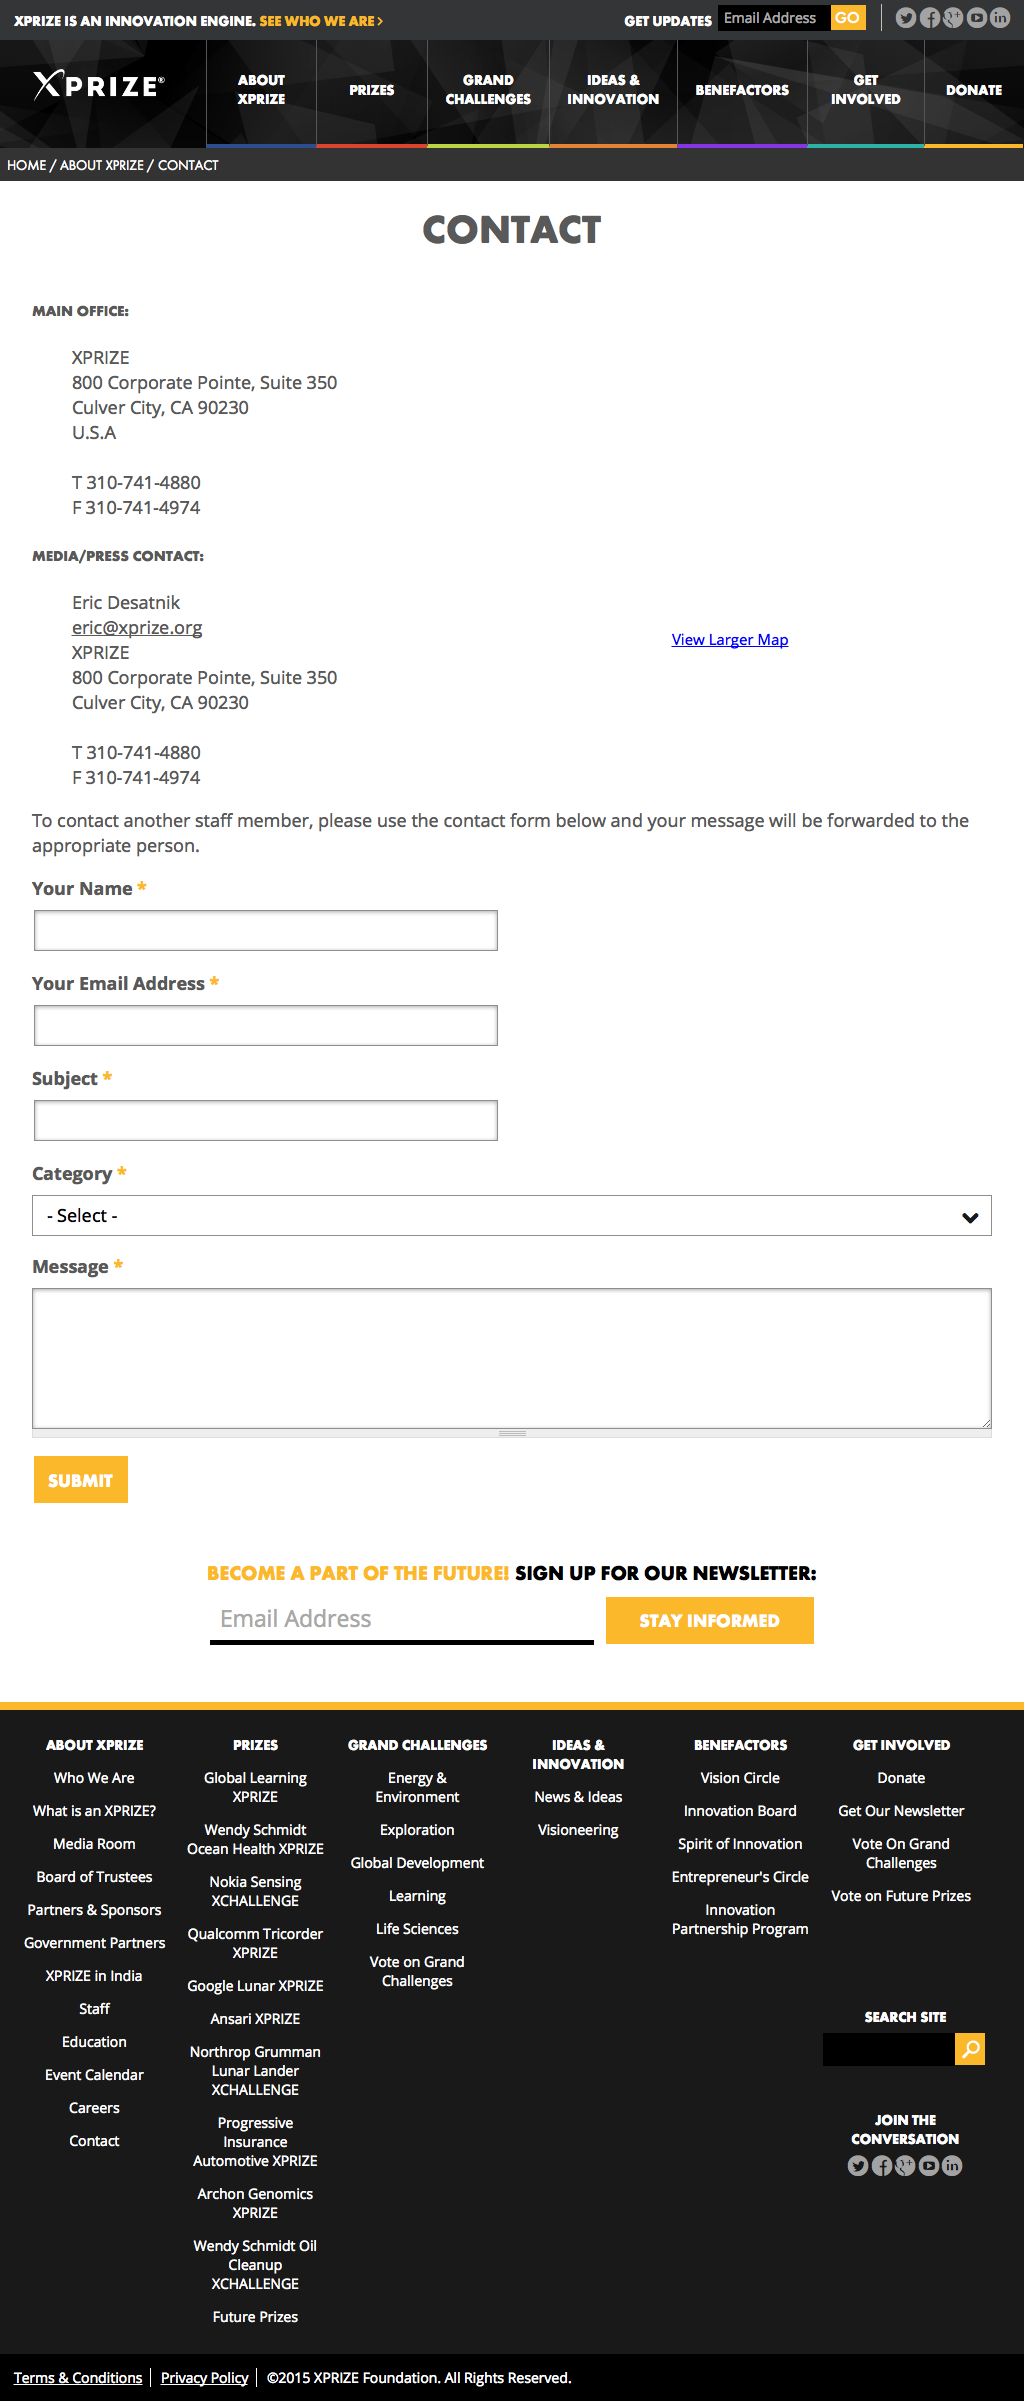 XPRIZE IS AN INNOVATION ENGINE. SEE WHO WE ARE >
GET UPDATES Email Address GO
XPRIZE®
ABOUT
XPRIZE
PRIZES
GRAND
CHALLENGES
IDEAS &
INNOVATION
BENEFACTORS
GET
INVOLVED
DONATE
HOME / ABOUT XPRIZE / CONTACT
CONTACT
MAIN OFFICE:
XPRIZE
800 Corporate Pointe, Suite 350
Culver City, CA 90230
U.S.A
T 310-741-4880
F 310-741-4974
MEDIA/PRESS CONTACT:
Eric Desatnik
eric@xprize.org
XPRIZE
800 Corporate Pointe, Suite 350
Culver City, CA 90230
T 310-741-4880
F 310-741-4974
View Larger Map
To contact another staff member, please use the contact form below and your message will be forwarded to the
appropriate person.
Your Name *
Your Email Address *
Subject *
Category *
- Select -
Message *
SUBMIT
BECOME A PART OF THE FUTURE! SIGN UP FOR OUR NEWSLETTER:
Email Address
STAY INFORMED
ABOUT XPRIZE
Who We Are
What is an XPRIZE?
Media Room
Board of Trustees
Partners & Sponsors
Government Partners
XPRIZE in India
Staff
Education
Event Calendar
Careers
Contact
PRIZES
Global Learning
XPRIZE
Wendy Schmidt
Ocean Health XPRIZE
Nokia Sensing
XCHALLENGE
Qualcomm Tricorder
XPRIZE
Google Lunar XPRIZE
Ansari XPRIZE
Northrop Grumman
Lunar Lander
XCHALLENGE
Progressive
Insurance
Automotive XPRIZE
Archon Genomics
XPRIZE
Wendy Schmidt Oil
Cleanup
XCHALLENGE
Future Prizes
GRAND CHALLENGES
Energy &
Environment
Exploration
Global Development
Learning
Life Sciences
Vote on Grand
Challenges
IDEAS &
INNOVATION
News & Ideas
Visioneering
BENEFACTORS
Vision Circle
Innovation Board
Spirit of Innovation
Entrepreneur's Circle
Innovation
Partnership Program
GET INVOLVED
Donate
Get Our Newsletter
Vote On Grand
Challenges
Vote on Future Prizes
SEARCH SITE
JOIN THE
CONVERSATION
Terms & Conditions | Privacy Policy | ©2015 XPRIZE Foundation. All Rights Reserved.